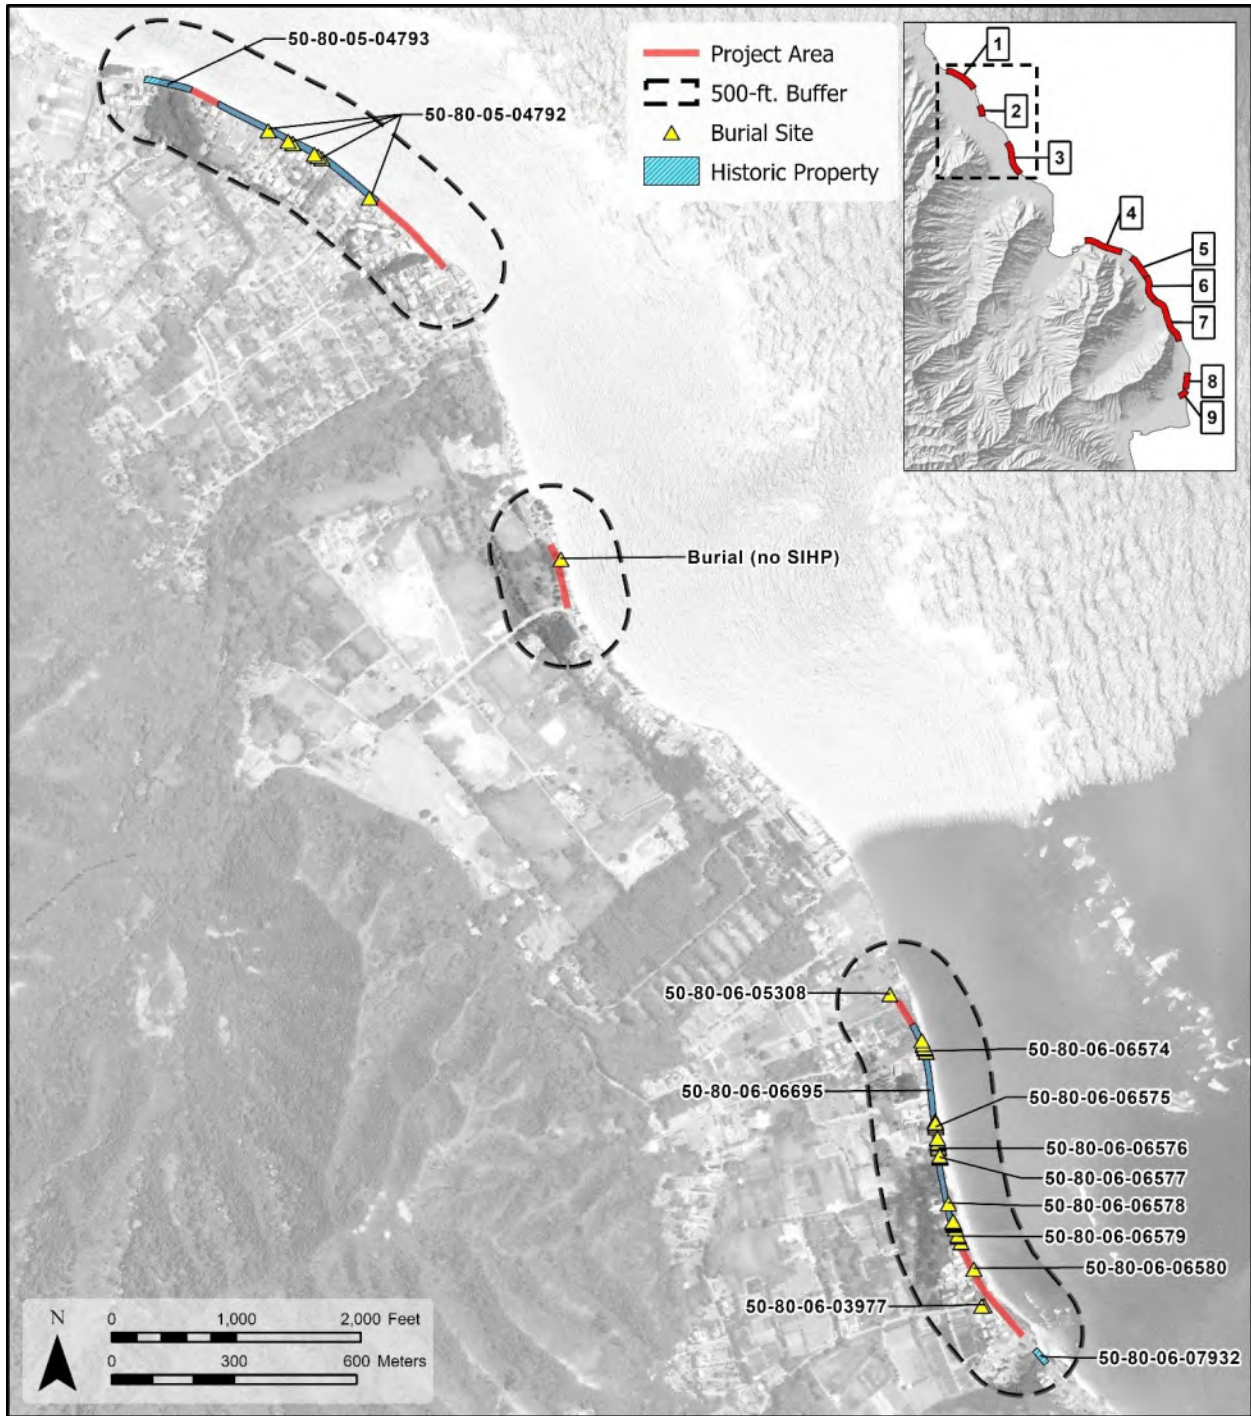 50-80-05-04793
50-80-05-04792
Project Area
500-ft. Buffer
Burial Site
Historic Property
1
2
3
4
5
6
7
8
9
Burial (no SIHP)
50-80-06-05308
50-80-06-06574
50-80-06-06695
50-80-06-06575
50-80-06-06576
50-80-06-06577
50-80-06-06578
50-80-06-06579
50-80-06-06580
50-80-06-03977
50-80-06-07932
N
0 1,000 2,000 Feet
0 300 600 Meters